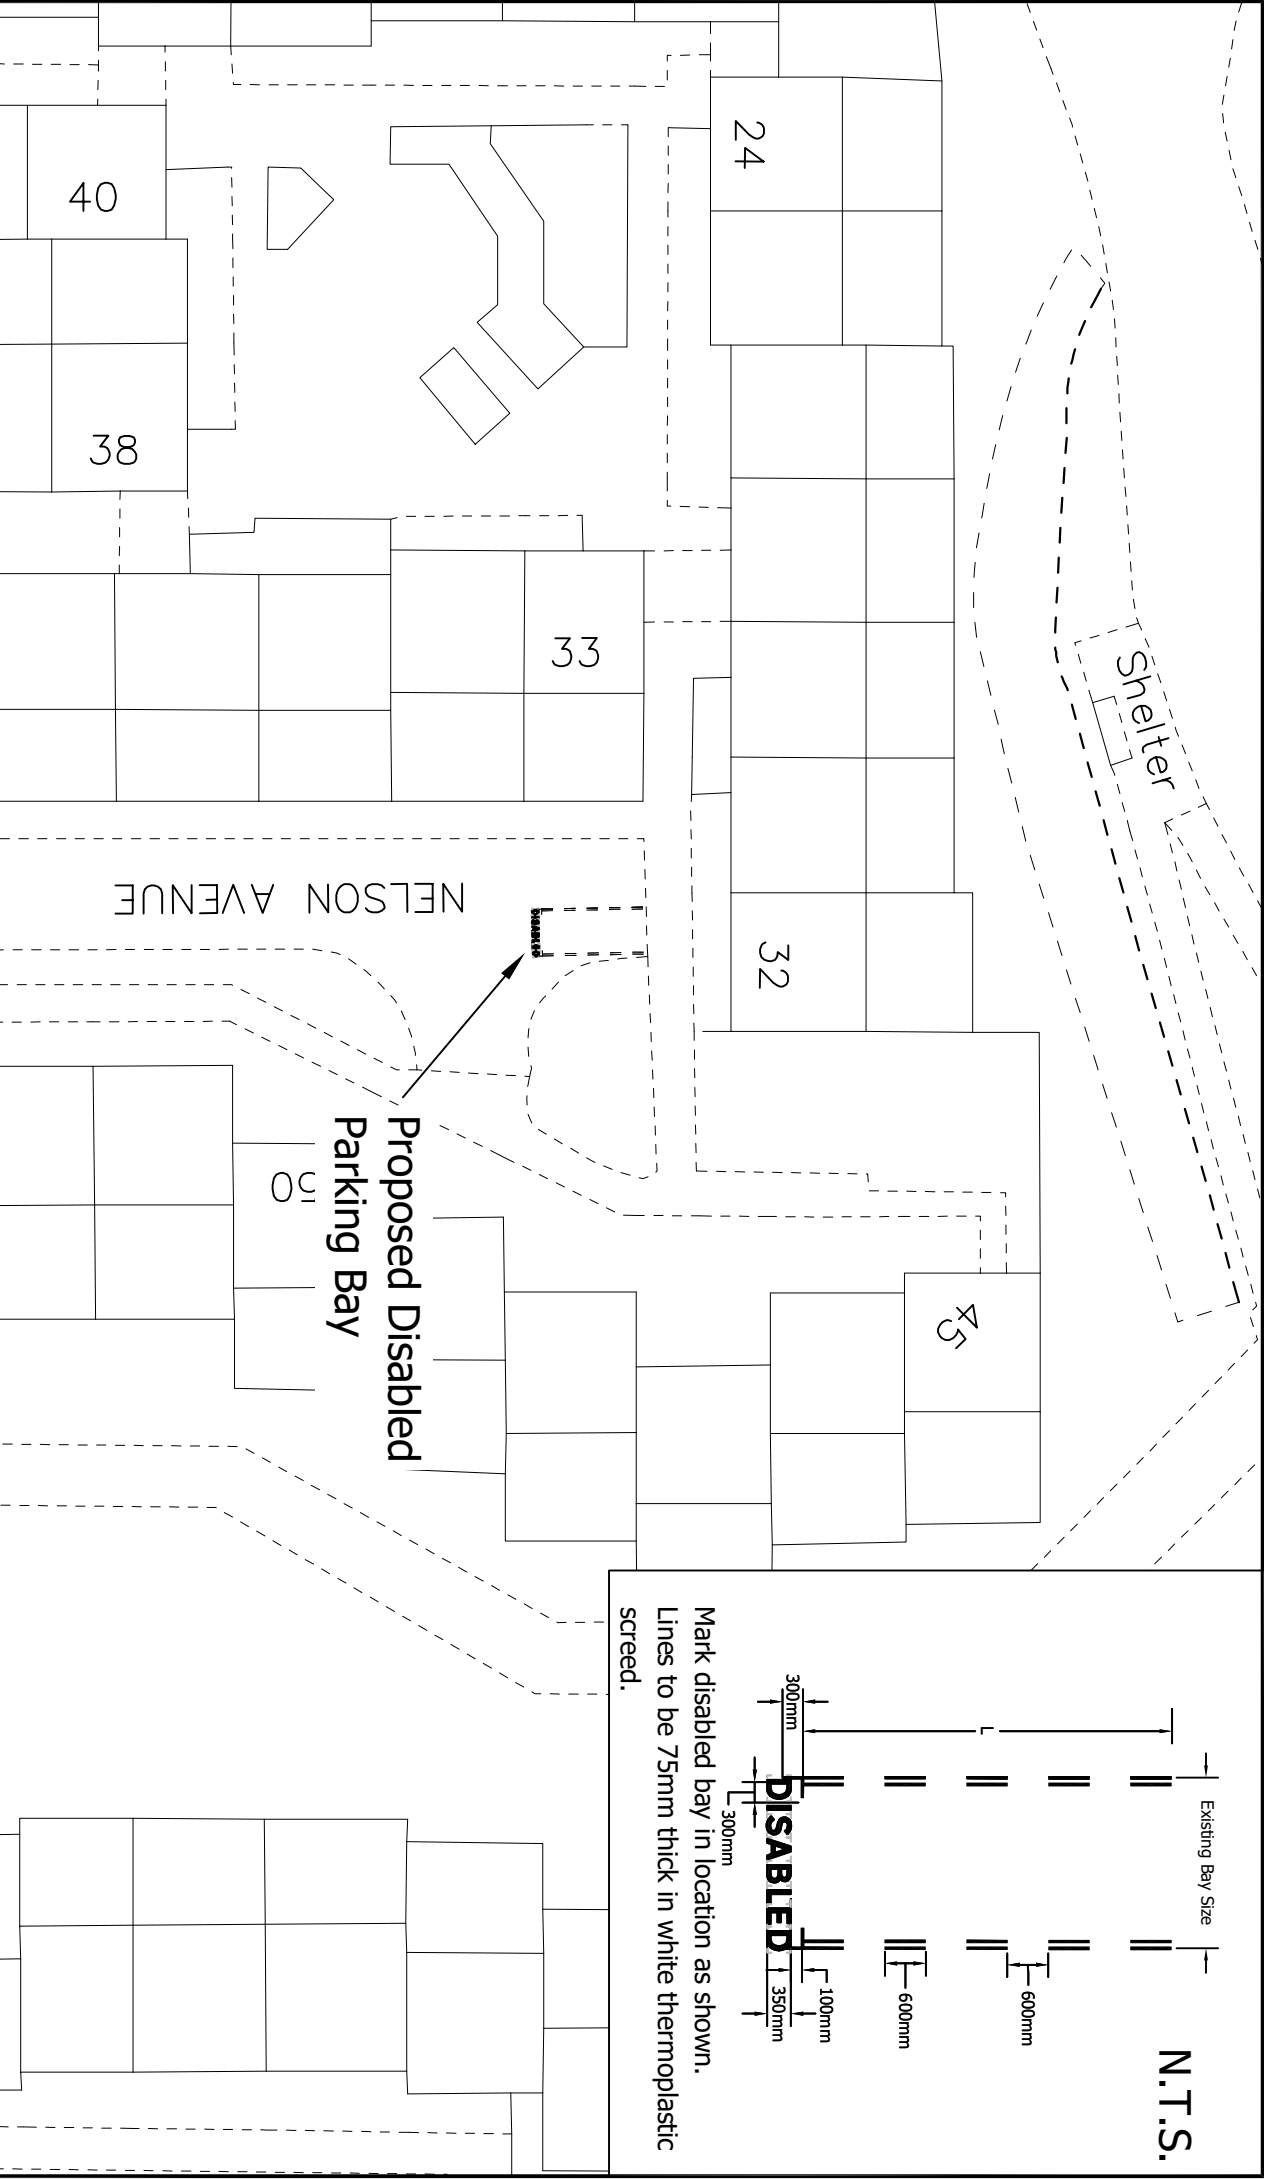 24
40
38
33
Shelter
NELSON AVENUE
DISABLED
32
50
45
Proposed Disabled
Parking Bay
N.T.S.
Existing Bay Size
L
300mm
300mm
DISABLED
600mm
600mm
100mm
350mm
Mark disabled bay in location as shown.
Lines to be 75mm thick in white thermoplastic
screed.